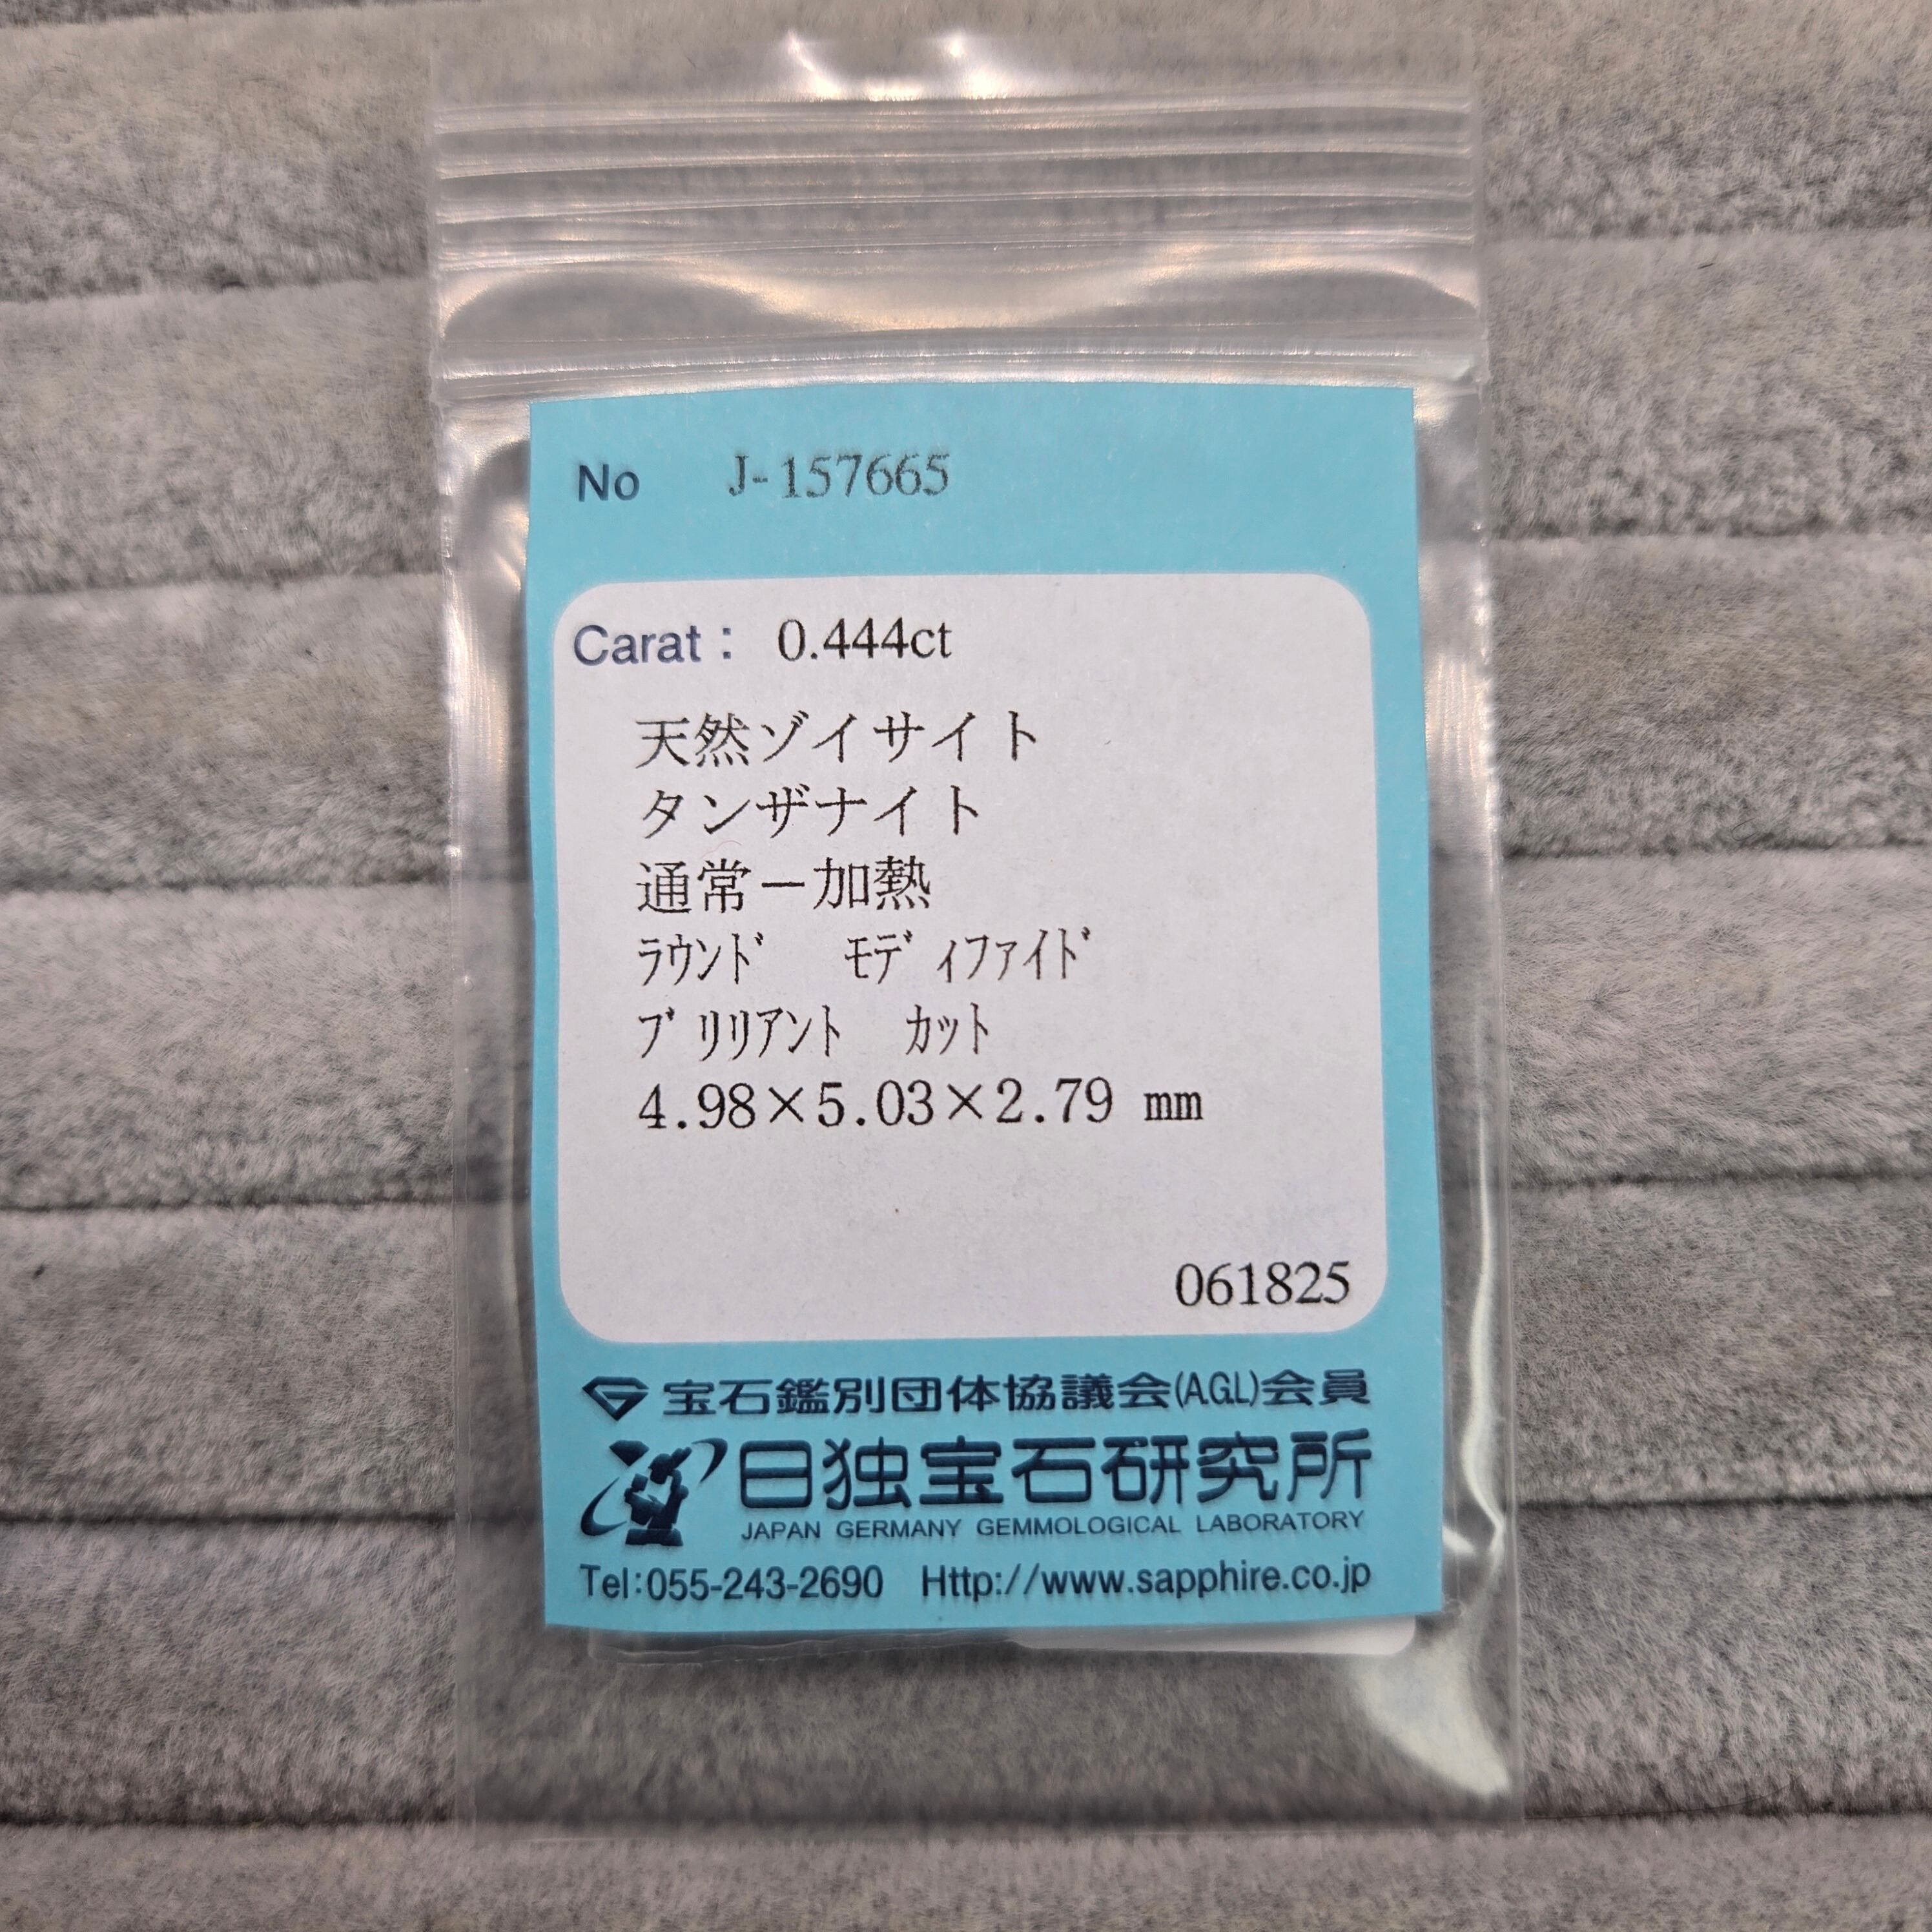 No J-157665
Carat: 0.444ct
天然ゾイサイト
タンザナイト
通常－加熱
ﾗｳﾝﾄﾞ ﾓﾃﾞｨﾌｧｲﾄﾞ
ﾌﾞﾘﾘｱﾝﾄ ｶｯﾄ
4.98×5.03×2.79 mm
061825
宝石鑑別団体協議会(AGL)会員
日独宝石研究所
JAPAN GERMANY GEMMOLOGICAL LABORATORY
Tel:055-243-2690 Http://www.sapphire.co.jp